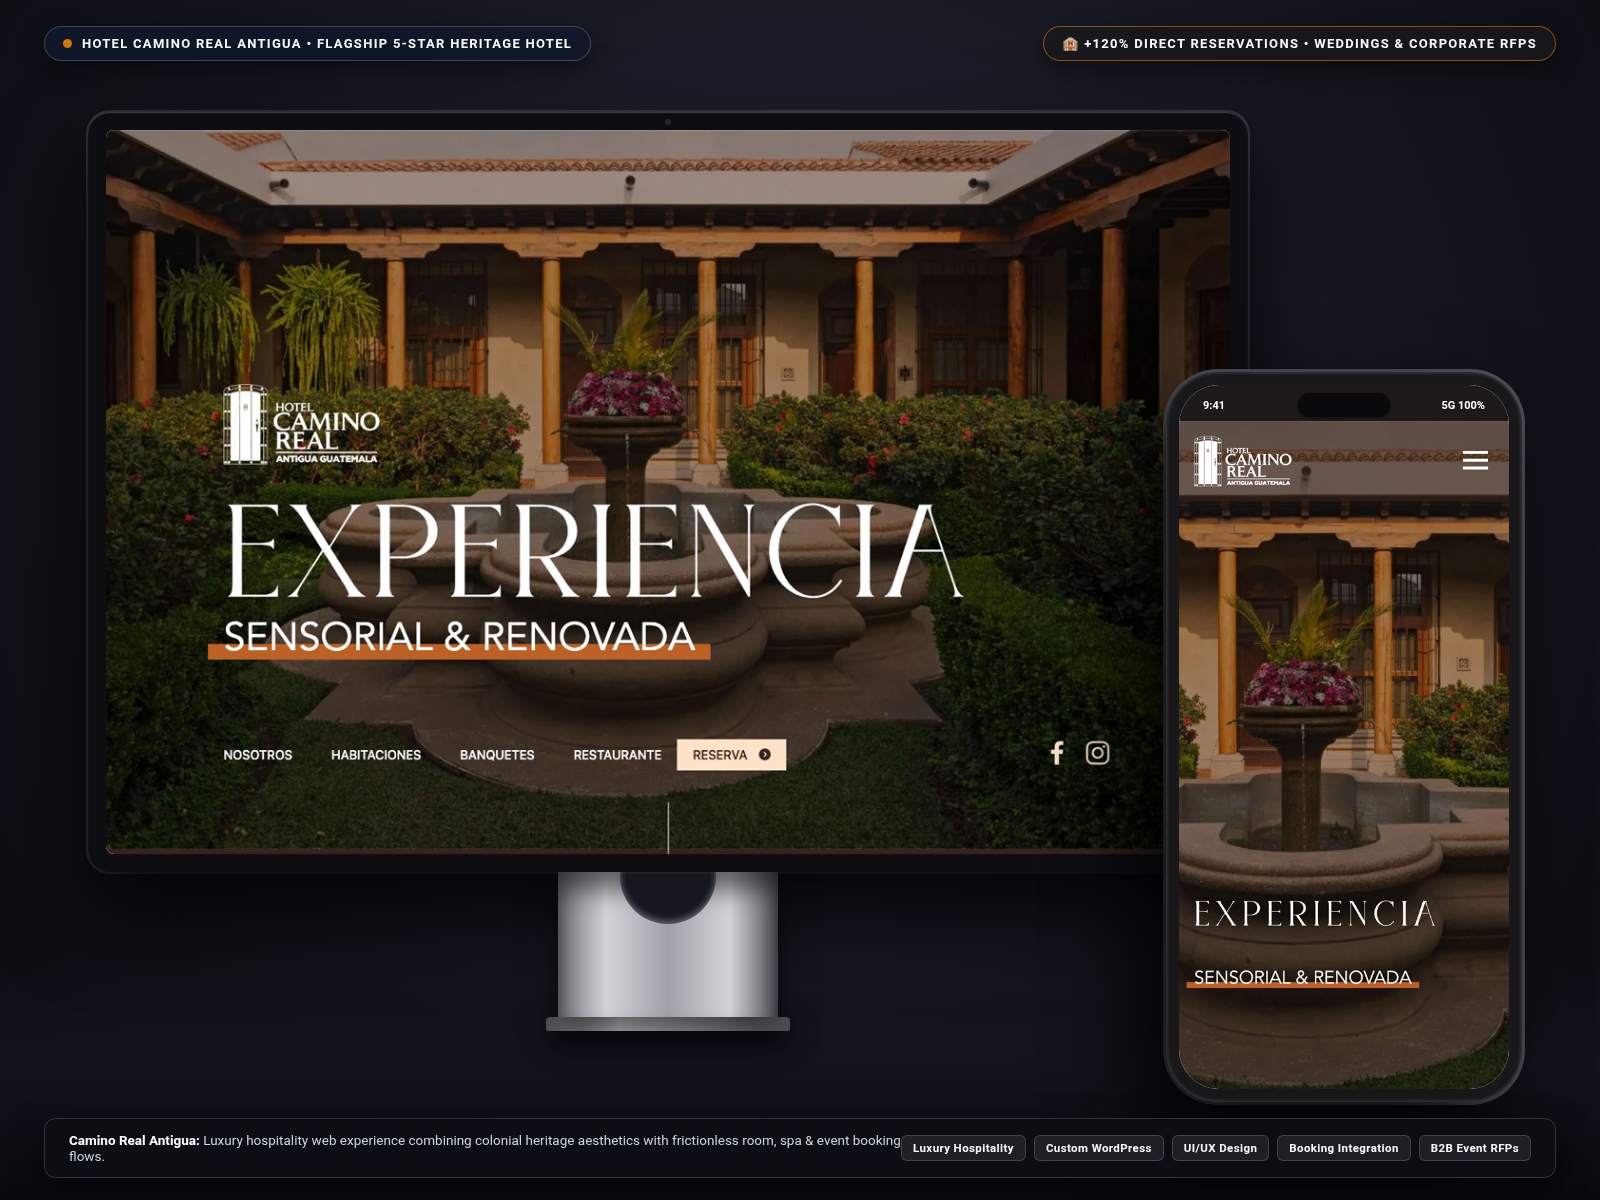 HOTEL CAMINO REAL ANTIGUA • FLAGSHIP 5-STAR HERITAGE HOTEL
🏨 +120% DIRECT RESERVATIONS • WEDDINGS & CORPORATE RFPS
HOTEL
CAMINO
REAL
ANTIGUA GUATEMALA
EXPERIENCIA
SENSORIAL & RENOVADA
NOSOTROS HABITACIONES BANQUETES RESTAURANTE RESERVA
9:41 5G 100%
HOTEL
CAMINO
REAL
ANTIGUA GUATEMALA
EXPERIENCIA
SENSORIAL & RENOVADA
Camino Real Antigua: Luxury hospitality web experience combining colonial heritage aesthetics with frictionless room, spa & event booking
flows.
Luxury Hospitality Custom WordPress UI/UX Design Booking Integration B2B Event RFPs